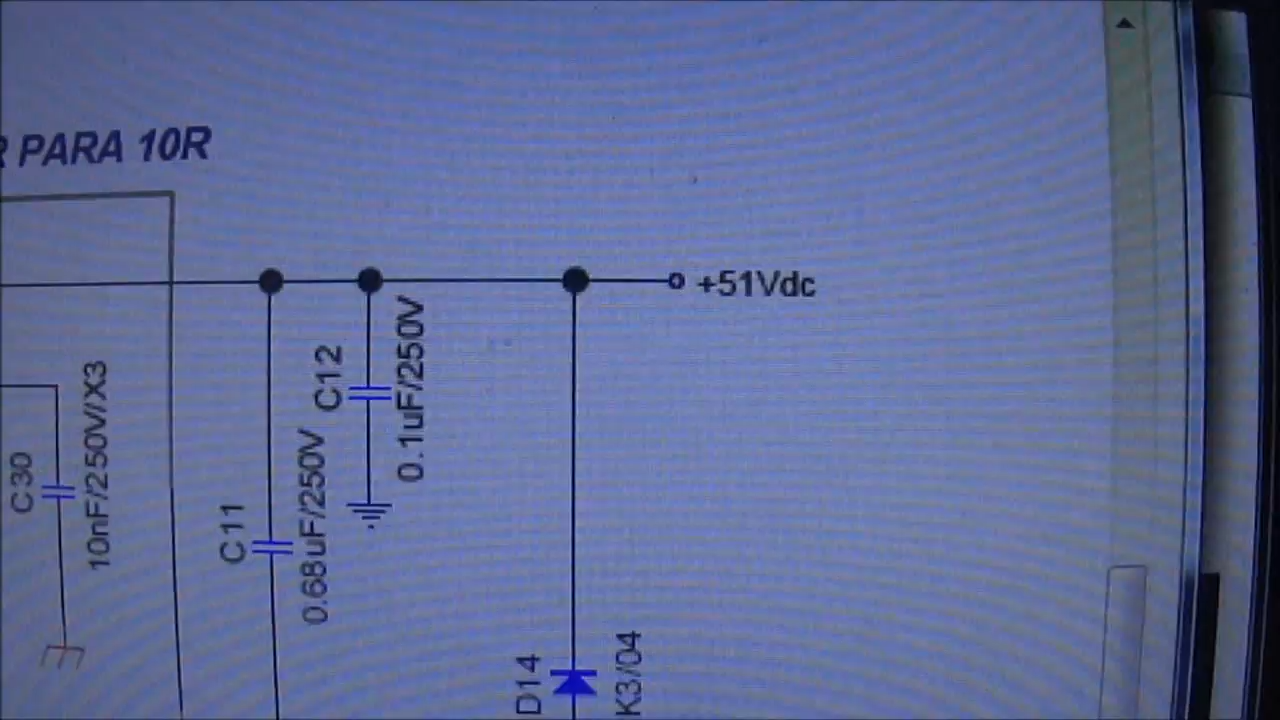 PARA 10R
+51Vdc
C12
0.1uF/250V
C30
10nF/250V/X3
C11
0.68uF/250V
D14
K3/04